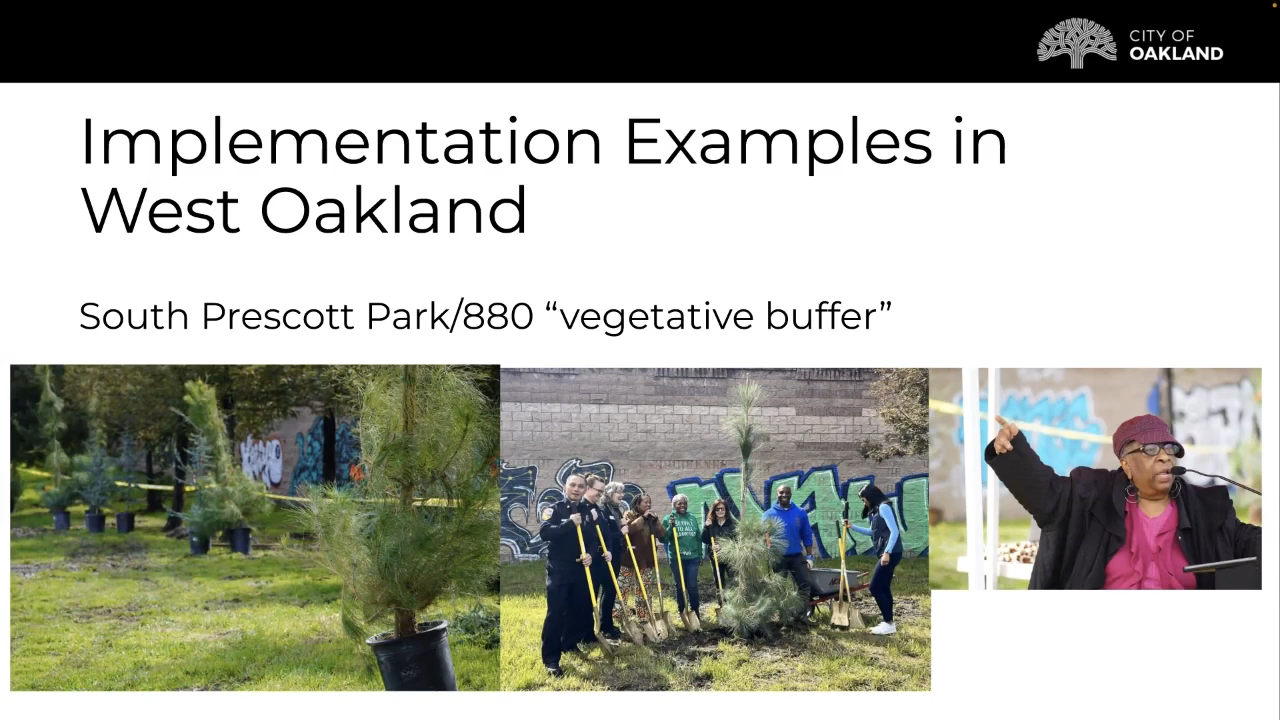 CITY OF
OAKLAND
Implementation Examples in
West Oakland
South Prescott Park/880 “vegetative buffer”